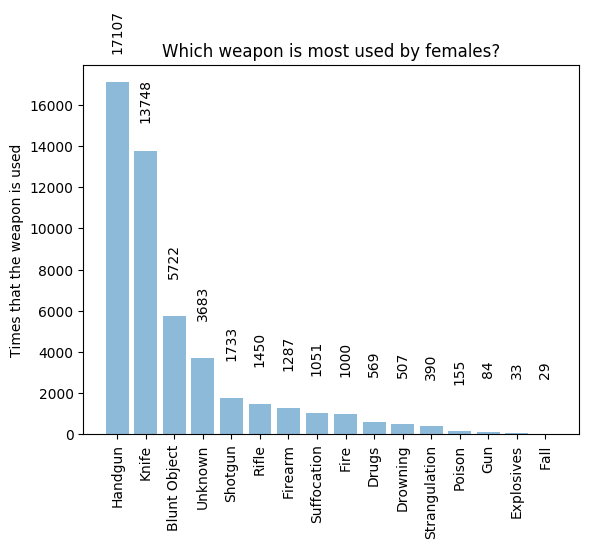 Which weapon is most used by females?
Times that the weapon is used
16000
14000
12000
10000
8000
6000
4000
2000
0
17107
13748
5722
3683
1733
1450
1287
1051
1000
569
507
390
155
84
33
29
Handgun
Knife
Blunt Object
Unknown
Shotgun
Rifle
Firearm
Suffocation
Fire
Drugs
Drowning
Strangulation
Poison
Gun
Explosives
Fall